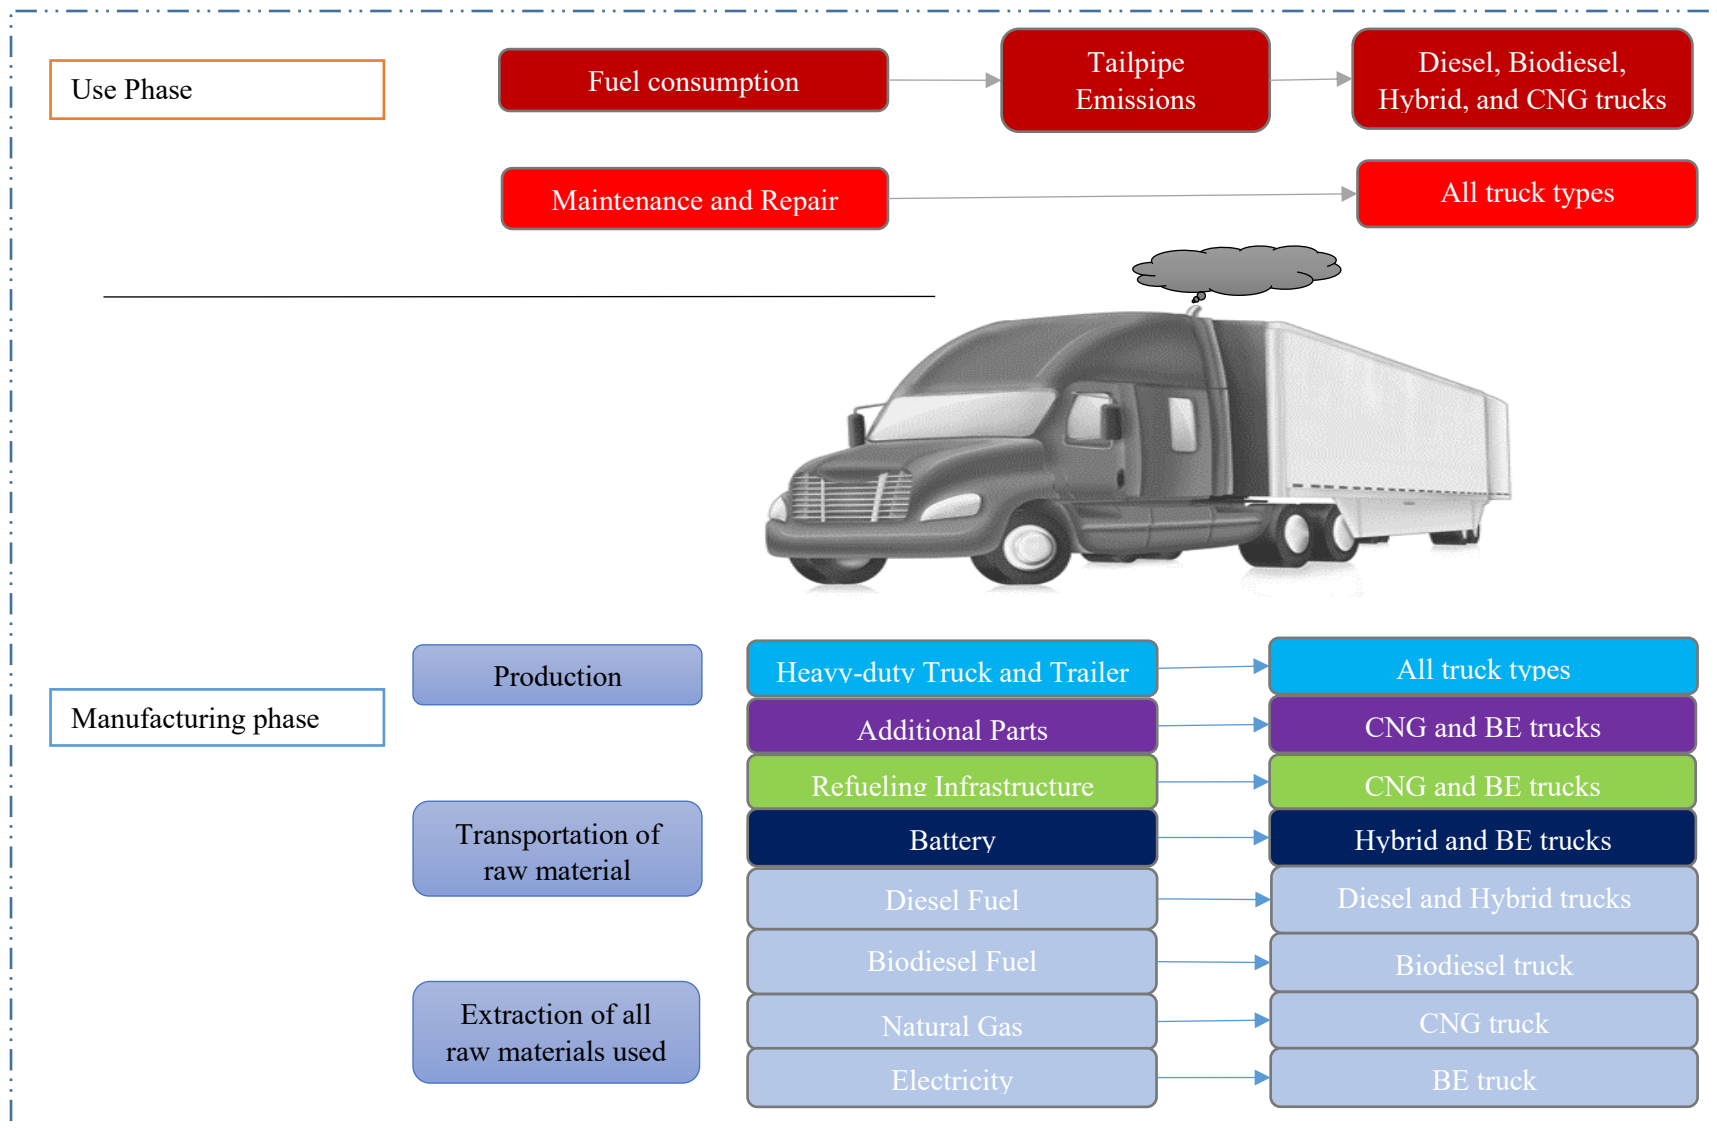 Use Phase
Fuel consumption
Tailpipe
Emissions
Diesel, Biodiesel,
Hybrid, and CNG trucks
Maintenance and Repair
All truck types
Manufacturing phase
Production
Transportation of
raw material
Extraction of all
raw materials used
Heavy-duty Truck and Trailer
All truck types
Additional Parts
CNG and BE trucks
Refueling Infrastructure
CNG and BE trucks
Battery
Hybrid and BE trucks
Diesel Fuel
Diesel and Hybrid trucks
Biodiesel Fuel
Biodiesel truck
Natural Gas
CNG truck
Electricity
BE truck